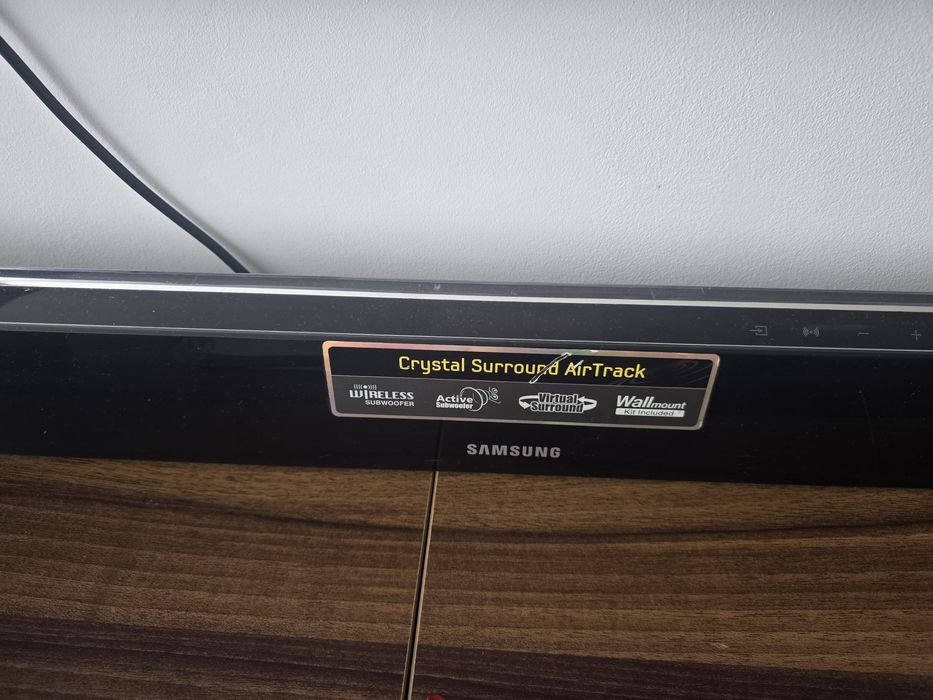 Crystal Surround AirTrack
WIRELESS
SUBWOOFER
Active
Subwoofer
Virtual
Surround
Wallmount
Kit Included
SAMSUNG